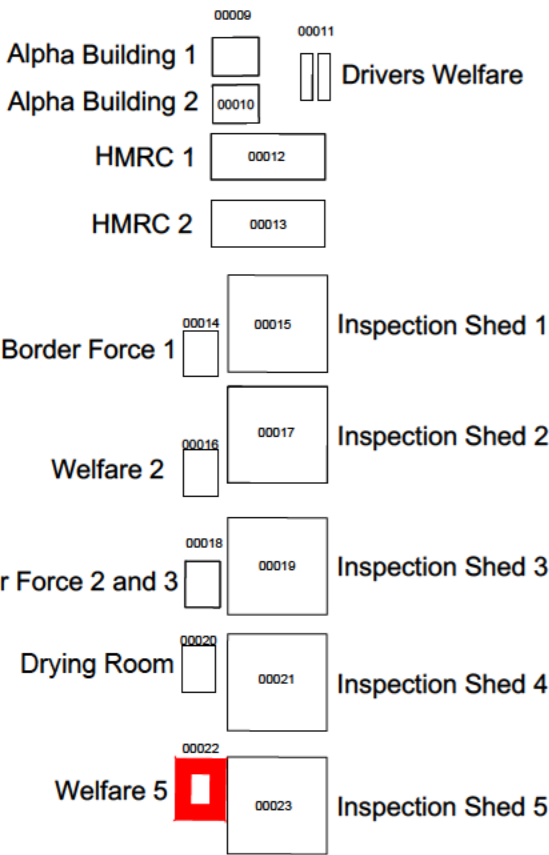 00009
00011
Alpha Building 1
Drivers Welfare
Alpha Building 2
00010
HMRC 1
00012
HMRC 2
00013
00014
00015
Inspection Shed 1
Border Force 1
00016
00017
Inspection Shed 2
Welfare 2
00018
00019
Inspection Shed 3
r Force 2 and 3
00020
Drying Room
00021
Inspection Shed 4
00022
Welfare 5
00023
Inspection Shed 5